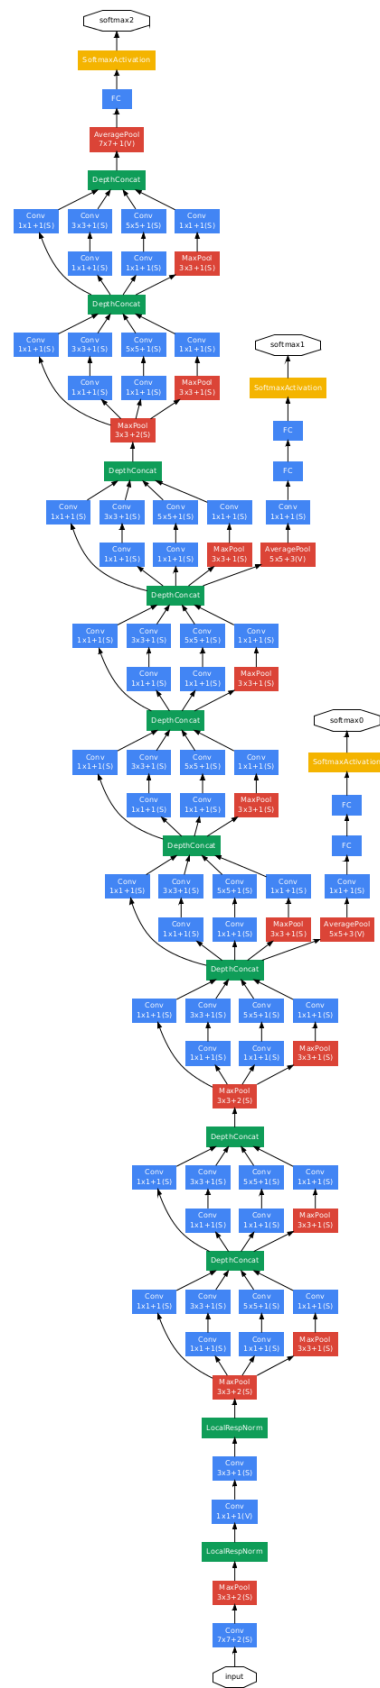 softmax2
SoftmaxActivation
FC
AveragePool
7x7+1(V)
DepthConcat
Conv Conv Conv Conv
1x1+1(S) 3x3+1(S) 5x5+1(S) 1x1+1(S)
Conv Conv MaxPool
1x1+1(S) 1x1+1(S) 3x3+1(S)
DepthConcat
Conv Conv Conv Conv
1x1+1(S) 3x3+1(S) 5x5+1(S) 1x1+1(S)
softmax1
Conv Conv MaxPool
1x1+1(S) 1x1+1(S) 3x3+1(S)
SoftmaxActivation
MaxPool
3x3+2(S)
FC
DepthConcat
FC
Conv Conv Conv Conv Conv
1x1+1(S) 3x3+1(S) 5x5+1(S) 1x1+1(S) 1x1+1(S)
Conv Conv MaxPool AveragePool
1x1+1(S) 1x1+1(S) 3x3+1(S) 5x5+3(V)
DepthConcat
Conv Conv Conv Conv
1x1+1(S) 3x3+1(S) 5x5+1(S) 1x1+1(S)
Conv Conv MaxPool
1x1+1(S) 1x1+1(S) 3x3+1(S)
DepthConcat
softmax0
Conv Conv Conv Conv
1x1+1(S) 3x3+1(S) 5x5+1(S) 1x1+1(S)
SoftmaxActivation
Conv Conv MaxPool
1x1+1(S) 1x1+1(S) 3x3+1(S)
FC
DepthConcat
FC
Conv Conv Conv Conv Conv
1x1+1(S) 3x3+1(S) 5x5+1(S) 1x1+1(S) 1x1+1(S)
Conv Conv MaxPool AveragePool
1x1+1(S) 1x1+1(S) 3x3+1(S) 5x5+3(V)
DepthConcat
Conv Conv Conv Conv
1x1+1(S) 3x3+1(S) 5x5+1(S) 1x1+1(S)
Conv Conv MaxPool
1x1+1(S) 1x1+1(S) 3x3+1(S)
MaxPool
3x3+2(S)
DepthConcat
Conv Conv Conv Conv
1x1+1(S) 3x3+1(S) 5x5+1(S) 1x1+1(S)
Conv Conv MaxPool
1x1+1(S) 1x1+1(S) 3x3+1(S)
DepthConcat
Conv Conv Conv Conv
1x1+1(S) 3x3+1(S) 5x5+1(S) 1x1+1(S)
Conv Conv MaxPool
1x1+1(S) 1x1+1(S) 3x3+1(S)
MaxPool
3x3+2(S)
LocalRespNorm
Conv
3x3+1(S)
Conv
1x1+1(V)
LocalRespNorm
MaxPool
3x3+2(S)
Conv
7x7+2(S)
input